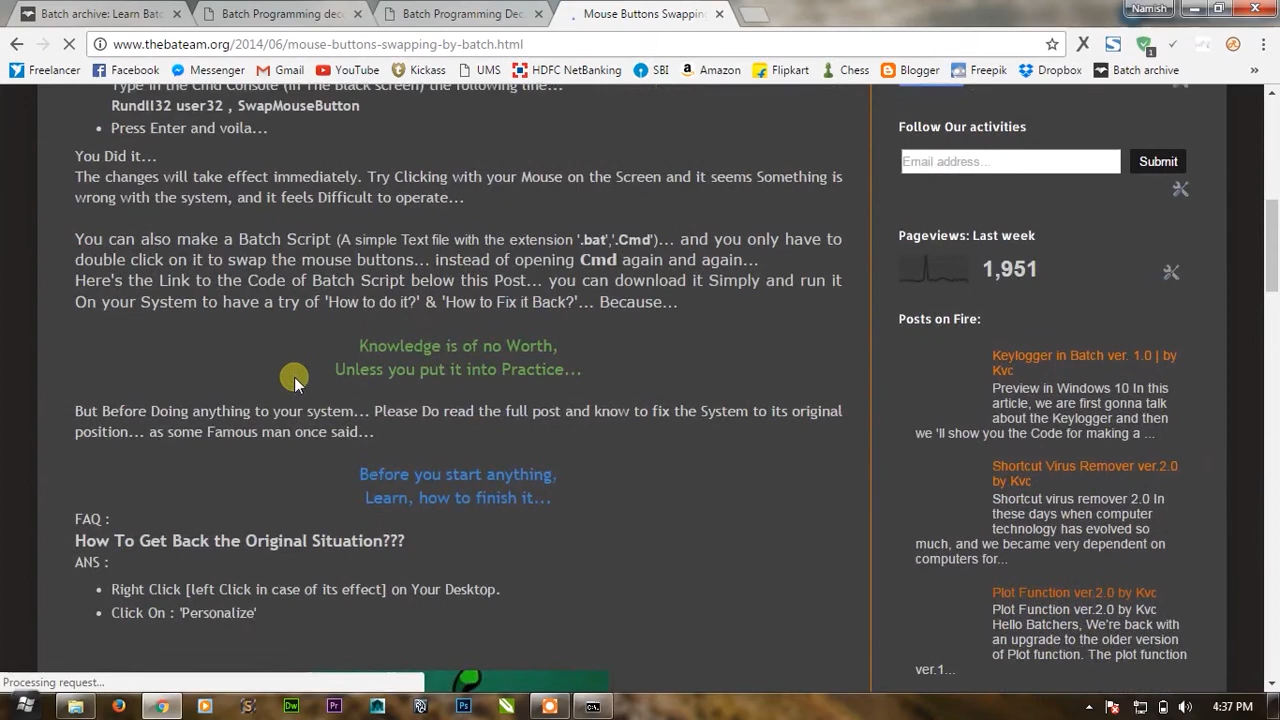 Batch archive: Learn Bat
Batch Programming dec
Batch Programming Dec
Mouse Buttons Swapping
Namish
www.thebateam.org/2014/06/mouse-buttons-swapping-by-batch.html
1
Freelancer
Facebook
Messenger
Gmail
YouTube
Kickass
UMS
HDFC NetBanking
SBI
Amazon
Flipkart
Chess
Blogger
Freepik
Dropbox
Batch archive
»
Type in the Cmd Console (In The Black screen) the following line...
Rundll32 user32 , SwapMouseButton
• Press Enter and voila...
You Did it...
The changes will take effect immediately. Try Clicking with your Mouse on the Screen and it seems Something is
wrong with the system, and it feels Difficult to operate...
You can also make a Batch Script (A simple Text file with the extension '.bat','.Cmd')... and you only have to
double click on it to swap the mouse buttons... instead of opening Cmd again and again...
Here's the Link to the Code of Batch Script below this Post... you can download it Simply and run it
On your System to have a try of 'How to do it?' & 'How to Fix it Back?'... Because...
Knowledge is of no Worth,
Unless you put it into Practice...
But Before Doing anything to your system... Please Do read the full post and know to fix the System to its original
position... as some Famous man once said...
Before you start anything,
Learn, how to finish it...
FAQ :
How To Get Back the Original Situation???
ANS :
• Right Click [left Click in case of its effect] on Your Desktop.
• Click On : 'Personalize'
Follow Our activities
Email address...
Submit
Pageviews: Last week
1,951
Posts on Fire:
Keylogger in Batch ver. 1.0 | by
Kvc
Preview in Windows 10 In this
article, we are first gonna talk
about the Keylogger and then
we 'll show you the Code for making a ...
Shortcut Virus Remover ver.2.0
by Kvc
Shortcut virus remover 2.0 In
these days when computer
technology has evolved so
much, and we became very dependent on
computers for...
Plot Function ver.2.0 by Kvc
Plot Function ver.2.0 by Kvc
Hello Batchers, We're back with
an upgrade to the older version
of Plot function. The plot function
ver.1...
Processing request...
Dw
Pr
Ps
4:37 PM